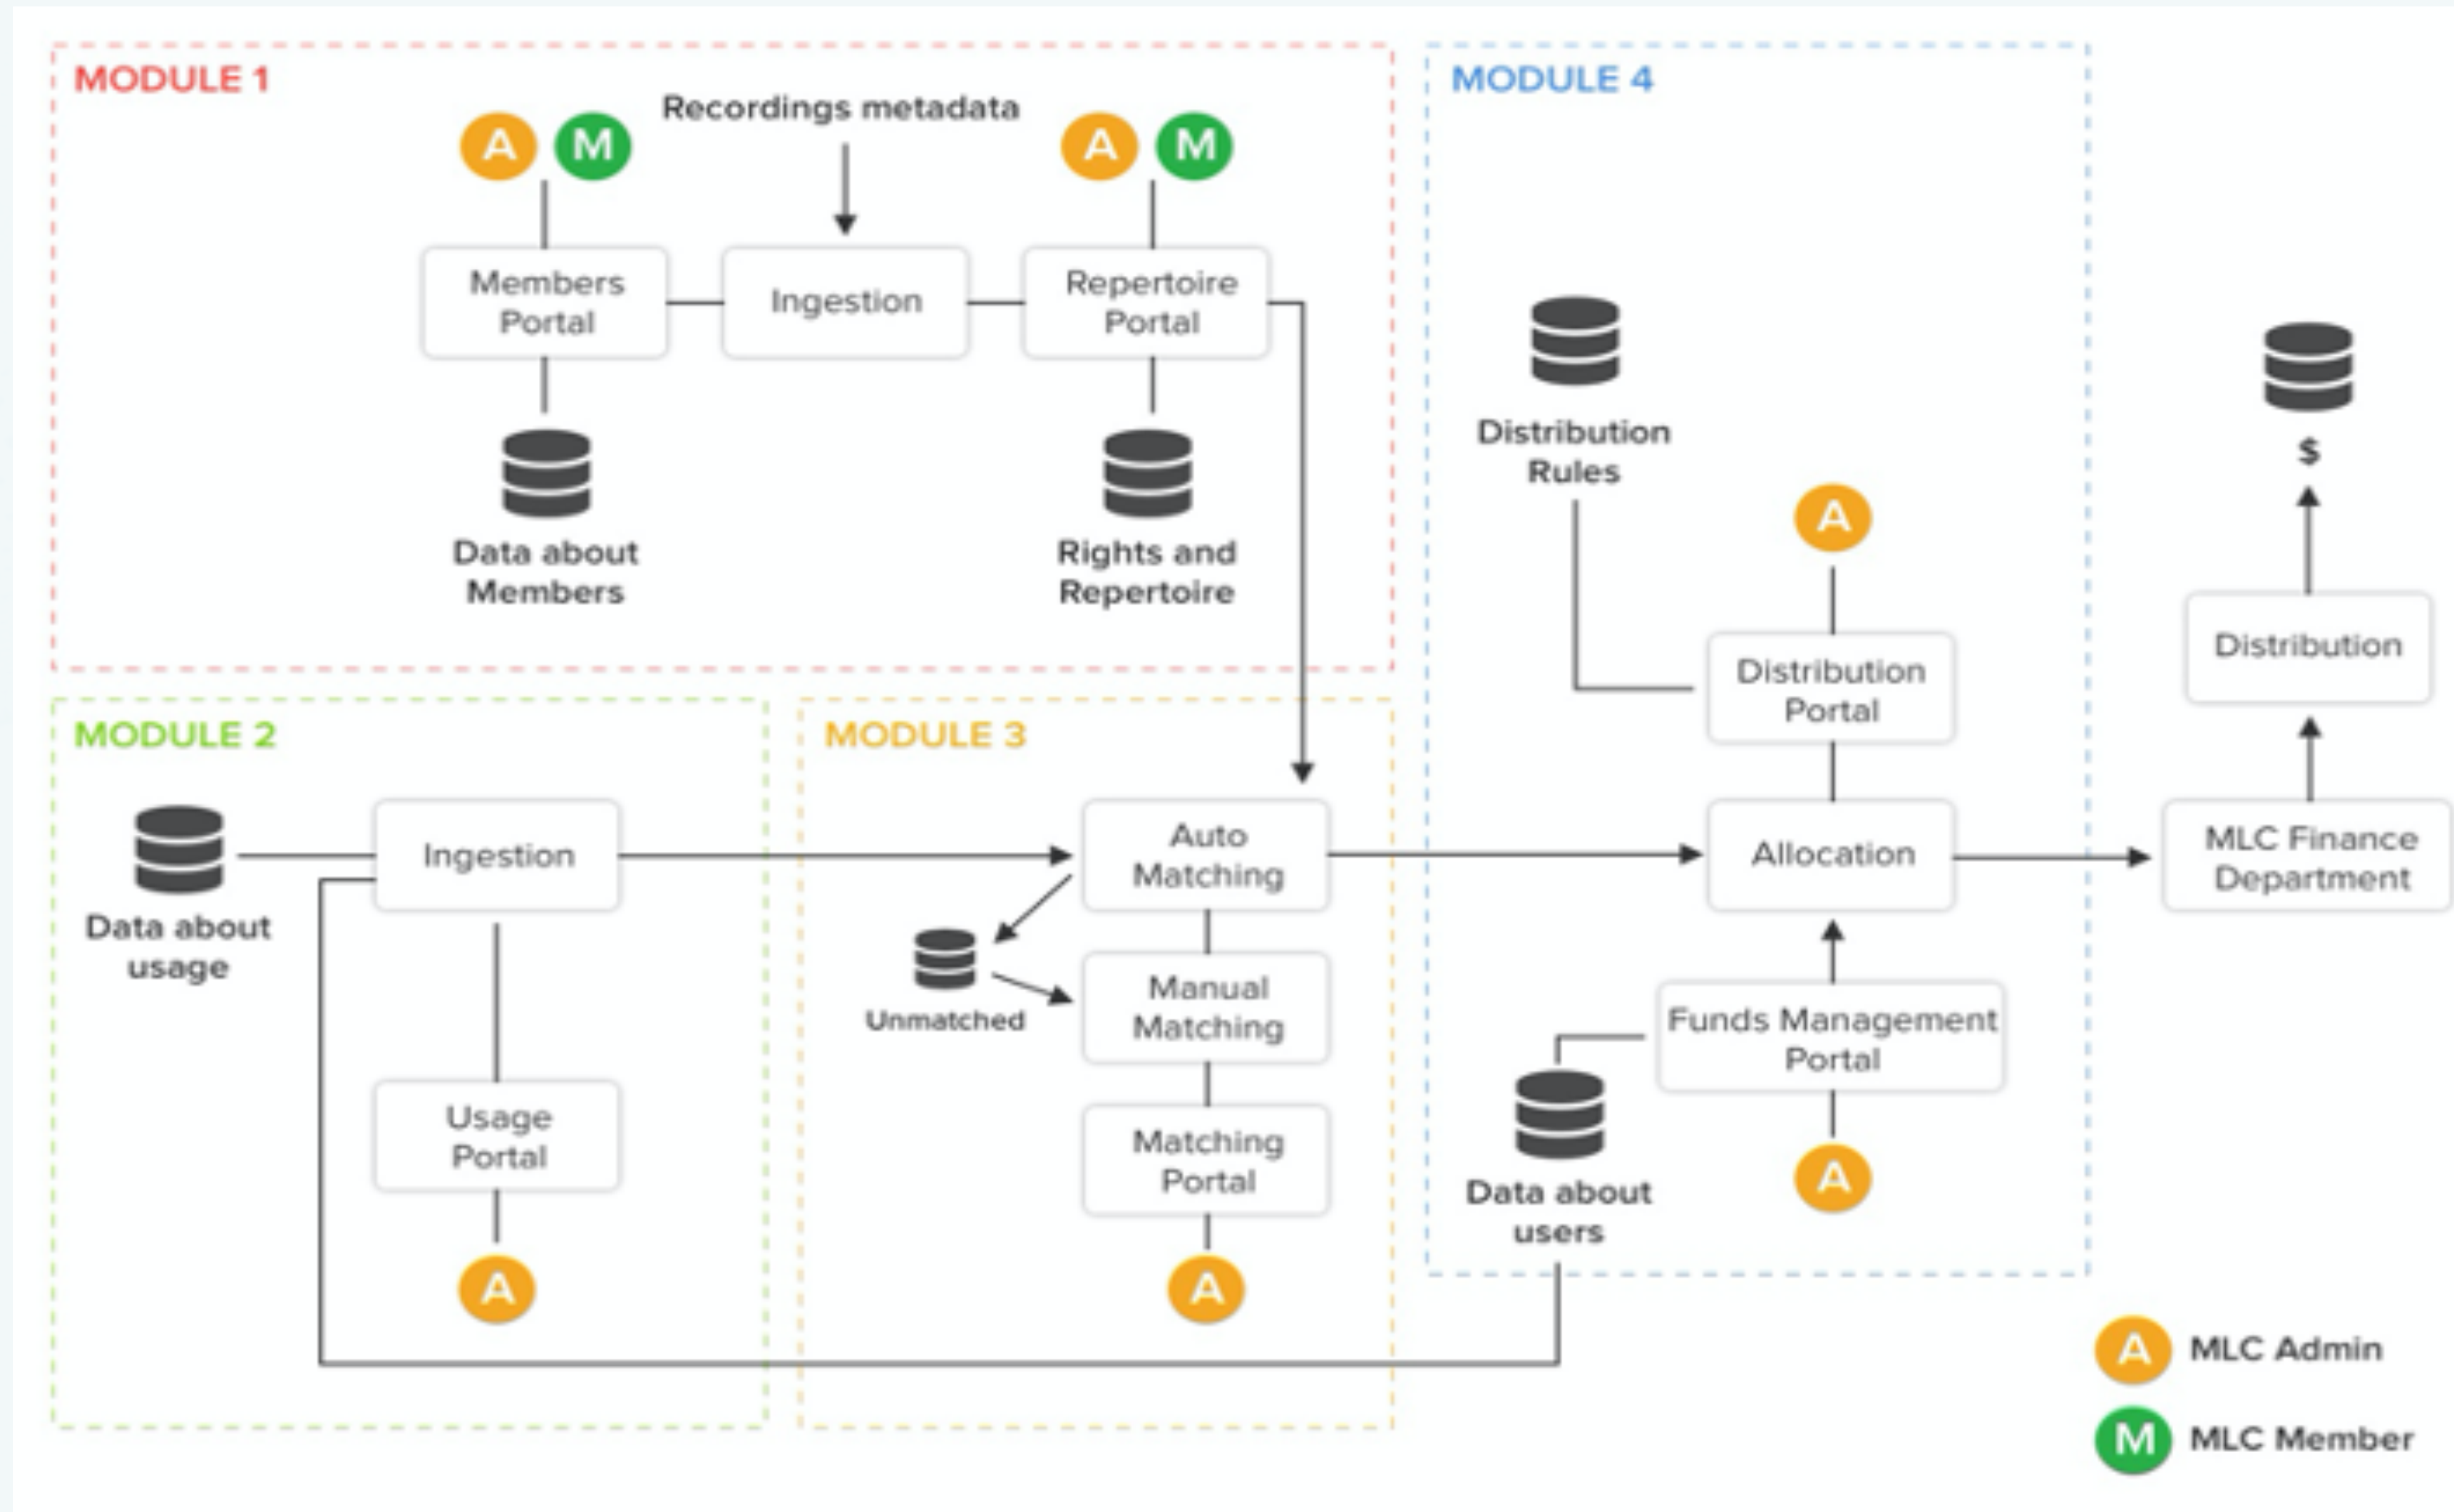 MODULE 1
A
M
Recordings metadata
A
M
Members
Portal
Ingestion
Repertoire
Portal
Data about
Members
Rights and
Repertoire
MODULE 2
Data about
usage
Ingestion
Usage
Portal
A
MODULE 3
Auto
Matching
Unmatched
Manual
Matching
Matching
Portal
A
MODULE 4
Distribution
Rules
A
Distribution
Portal
Allocation
Funds Management
Portal
Data about
users
A
$
Distribution
MLC Finance
Department
A MLC Admin
M MLC Member